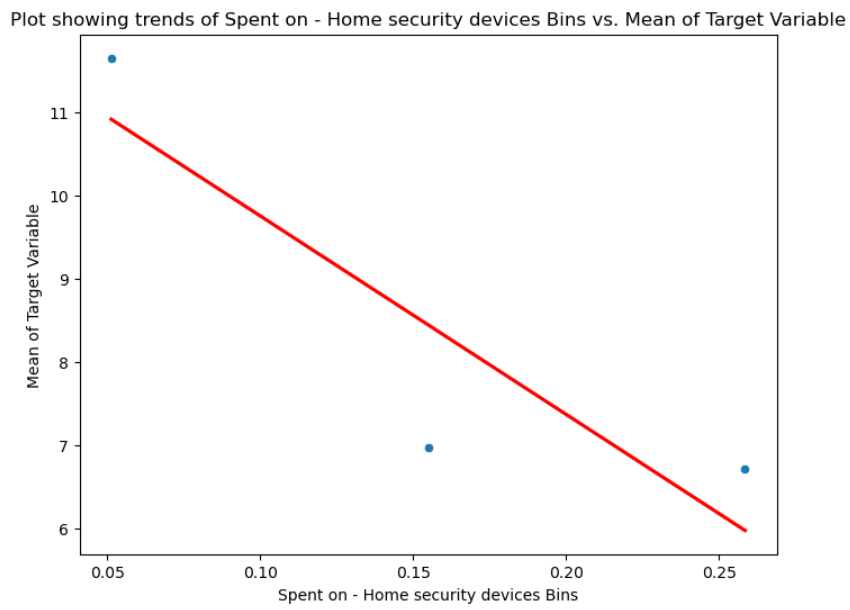 Plot showing trends of Spent on - Home security devices Bins vs. Mean of Target Variable
11
10
9
8
7
6
Mean of Target Variable
0.05 0.10 0.15 0.20 0.25
Spent on - Home security devices Bins